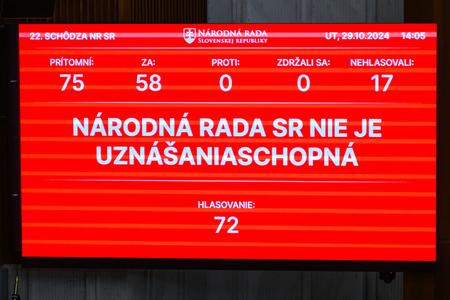 22. SCHÔDZA NR SR
NÁRODNÁ RADA
SLOVENSKEJ REPUBLIKY
UT, 29.10.2024 14:05
PRÍTOMNÍ: ZA: PROTI: ZDRŽALI SA: NEHLASOVALI:
75 58 0 0 17
NÁRODNÁ RADA SR NIE JE
UZNÁŠANIASCHOPNÁ
HLASOVANIE:
72